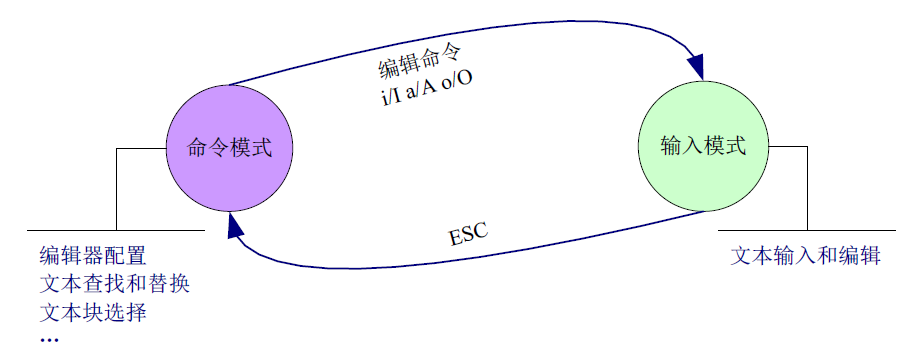 编辑命令
i/I a/A o/O
命令模式
输入模式
ESC
编辑器配置
文本查找和替换
文本块选择
...
文本输入和编辑